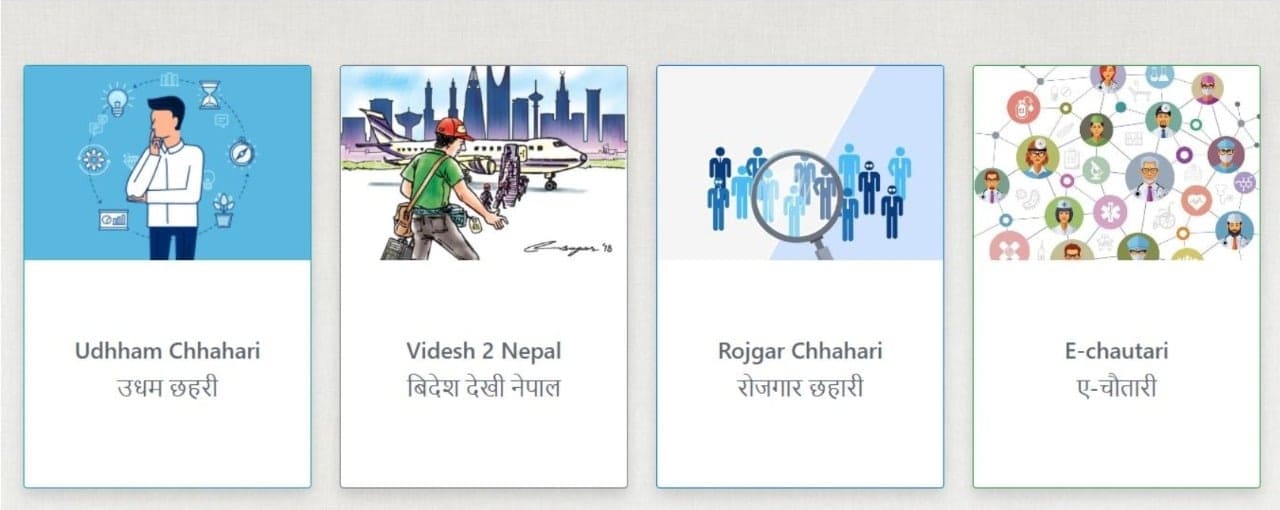 Udhham Chhahari
उधम छहरी
Videsh 2 Nepal
बिदेश देखी नेपाल
Rojgar Chhahari
रोजगार छहारी
E-chautari
ए-चौतारी